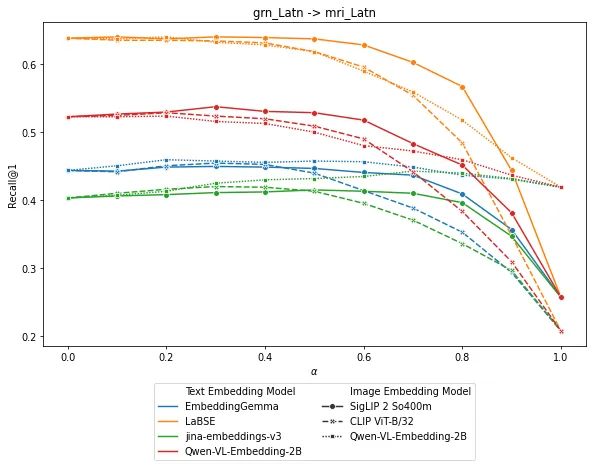 grn_Latn -> mri_Latn
Recall@1
0.6
0.5
0.4
0.3
0.2
0.0 0.2 0.4 0.6 0.8 1.0
α
Text Embedding Model Image Embedding Model
EmbeddingGemma SigLIP 2 So400m
LaBSE CLIP ViT-B/32
jina-embeddings-v3 Qwen-VL-Embedding-2B
Qwen-VL-Embedding-2B